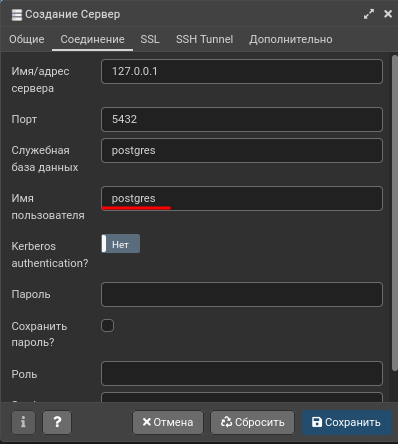 Создание Сервер
Общие Соединение SSL SSH Tunnel Дополнительно
Имя/адрес сервера 127.0.0.1
Порт 5432
Служебная база данных postgres
Имя пользователя postgres
Kerberos authentication? Нет
Пароль
Сохранить пароль?
Роль
i ? Отмена Сбросить Сохранить